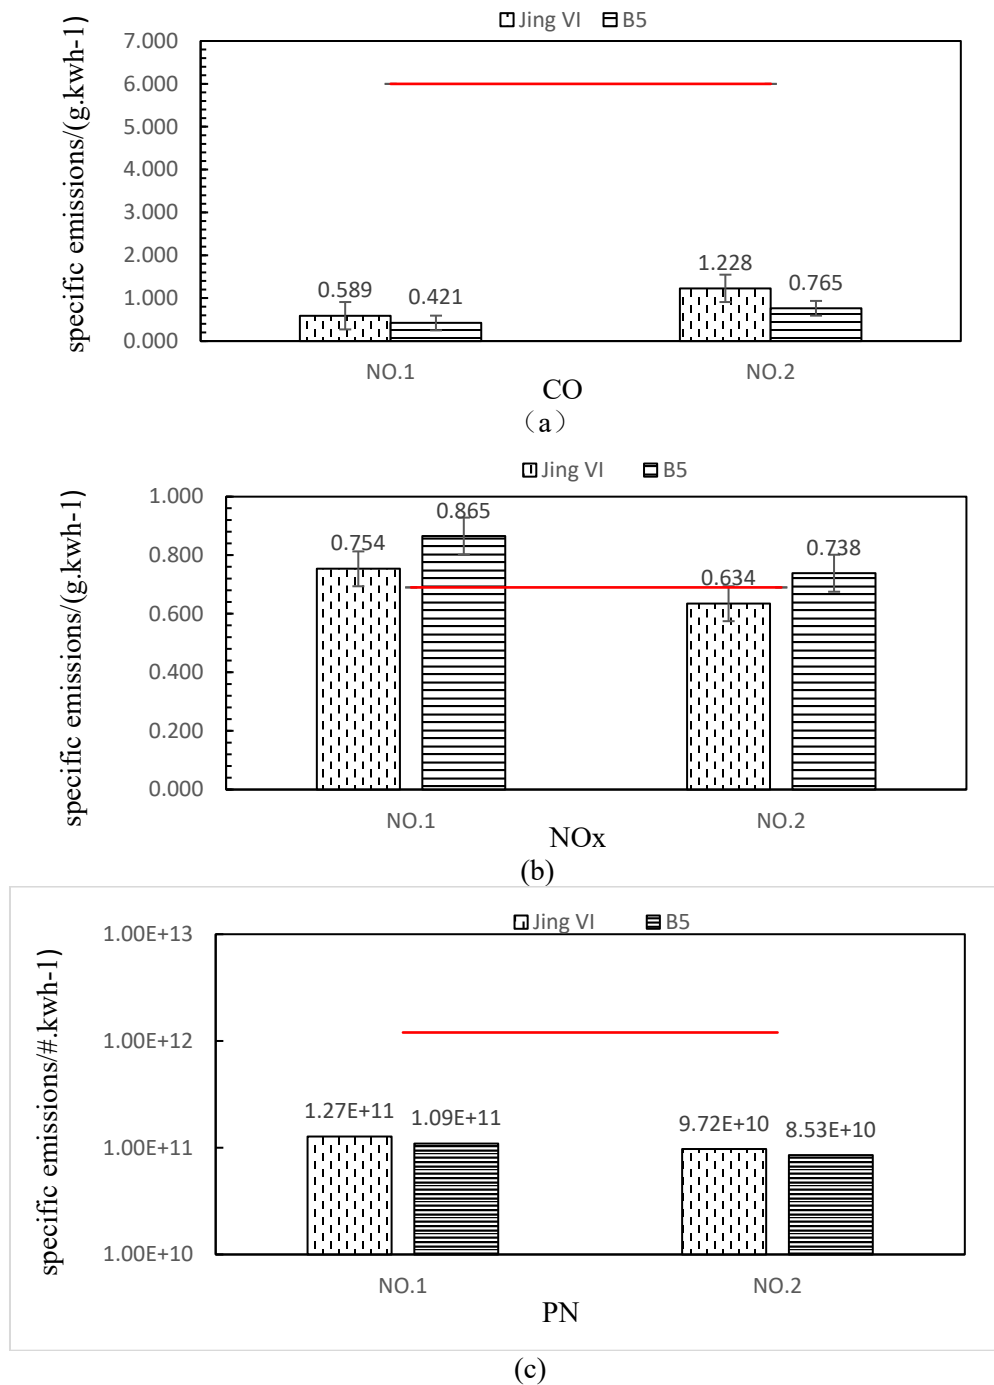 Jing VI B5
7.000
6.000
5.000
4.000
3.000
2.000
1.000
0.000
specific emissions/(g.kwh-1)
0.589
0.421
1.228
0.765
NO.1
NO.2
CO
（a）
Jing VI B5
1.000
0.800
0.600
0.400
0.200
0.000
specific emissions/(g.kwh-1)
0.754
0.865
0.634
0.738
NO.1
NO.2
NOx
(b)
Jing VI B5
1.00E+13
1.00E+12
1.00E+11
1.00E+10
specific emissions/#.kwh-1)
1.27E+11
1.09E+11
9.72E+10
8.53E+10
NO.1
NO.2
PN
(c)